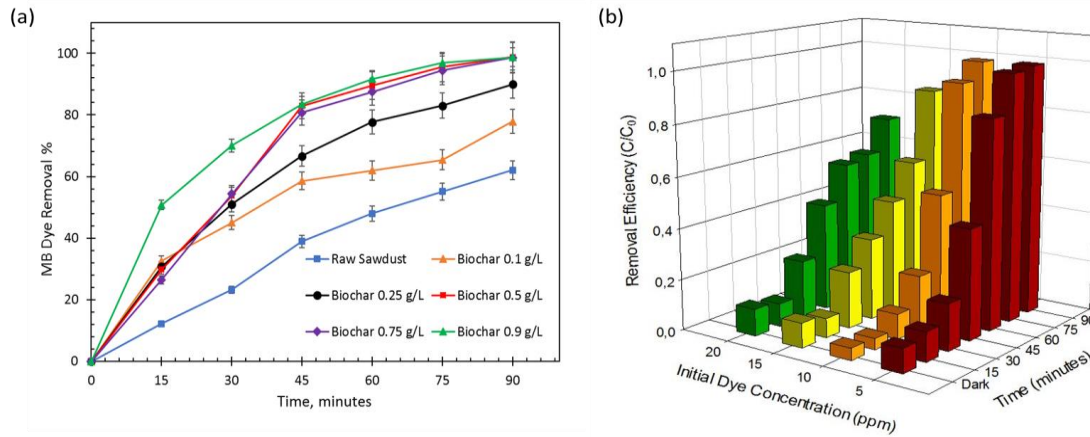 (a)
MB Dye Removal %
100
80
60
40
20
0
0 15 30 45 60 75 90
Time, minutes
Raw Sawdust
Biochar 0.1 g/L
Biochar 0.25 g/L
Biochar 0.5 g/L
Biochar 0.75 g/L
Biochar 0.9 g/L
(b)
Removal Efficiency (C/C₀)
1,0
0,8
0,6
0,4
0,2
0,0
20
15
10
5
Initial Dye Concentration (ppm)
Dark
15
30
45
60
75
90
Time (minutes)